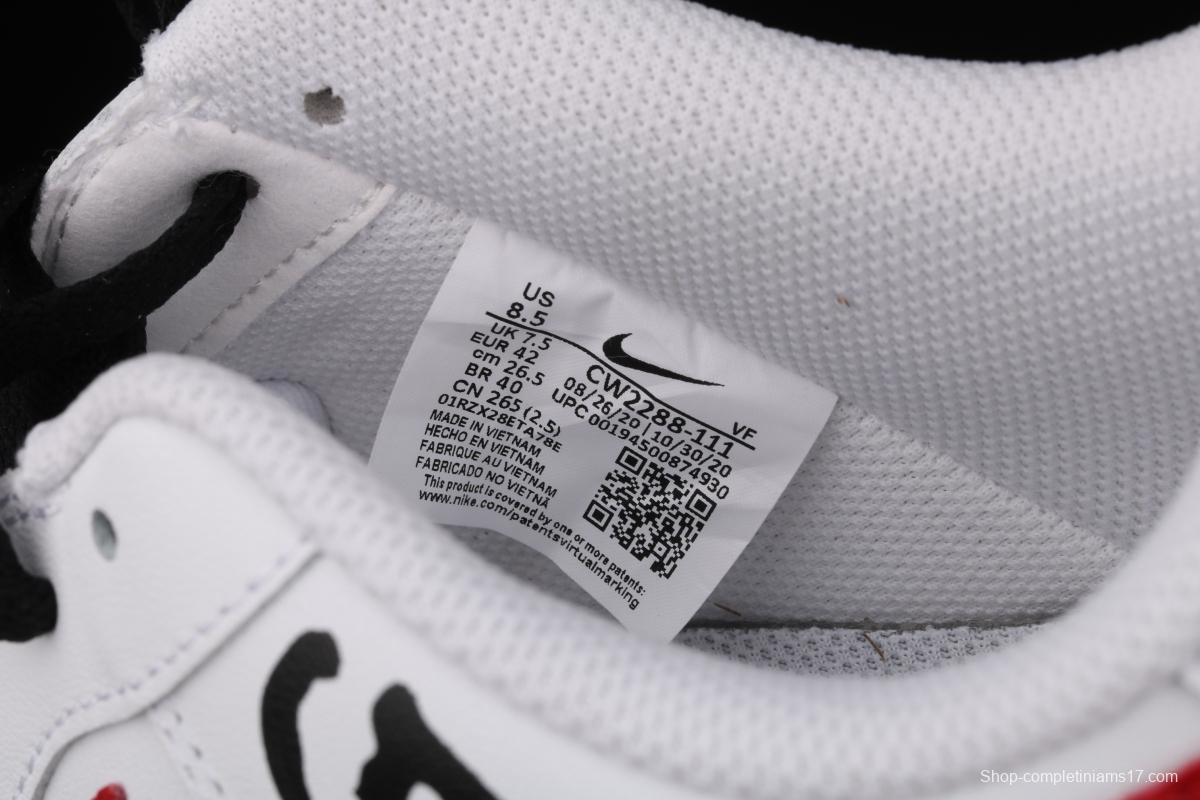 US
8.5
UK 7.5
EUR 42
cm 26.5
BR 40
CN 265 (2.5)
01RZX28ETA78E
MADE IN VIETNAM
HECHO EN VIETNAM
FABRIQUE AU VIETNAM
FABRICADO NO VIETNÃ
This product is covered by one or more patents:
www.nike.com/patentsvirtualmarking
VF
CW2288-111
08/26/20 | 10/30/20
UPC 00194500874930
Shop-completiniams17.com